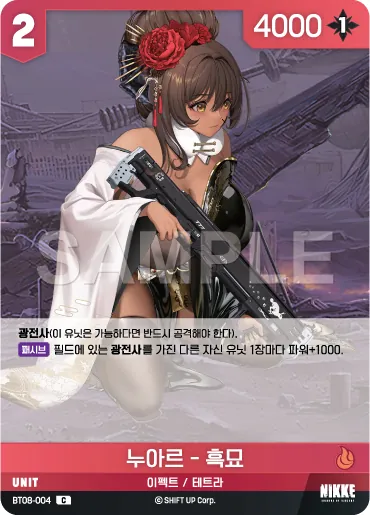 2
4000 1
SAMPLE
광전사(이 유닛은 가능하다면 반드시 공격해야 한다).
패시브 필드에 있는 광전사를 가진 다른 자신 유닛 1장마다 파워+1000.
누아르 - 흑묘
UNIT
이펙트 / 테트라
NIKKE
BT08-004 C
©SHIFT UP Corp.